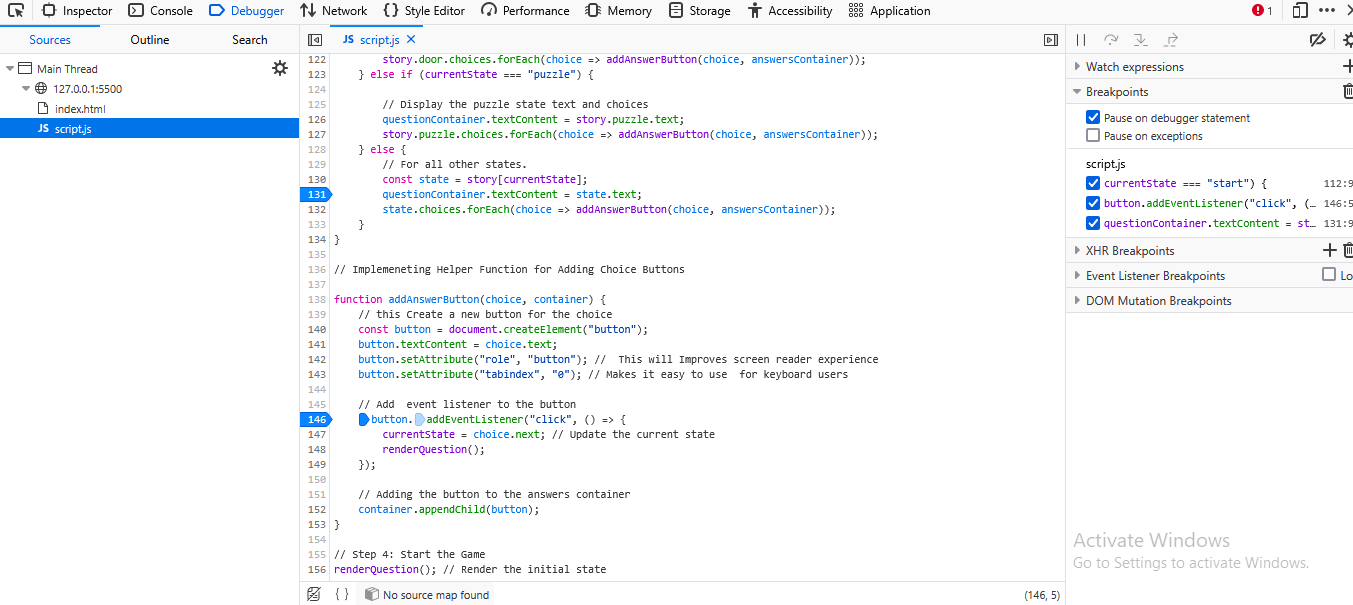 Inspector Console Debugger Network Style Editor Performance Memory Storage Accessibility Application 1
Sources Outline Search
Main Thread
127.0.0.1:5500
index.html
JS script.js
JS script.js
122 story.door.choices.forEach(choice => addAnswerButton(choice, answersContainer));
123 } else if (currentState === "puzzle") {
124
125 // Display the puzzle state text and choices
126 questionContainer.textContent = story.puzzle.text;
127 story.puzzle.choices.forEach(choice => addAnswerButton(choice, answersContainer));
128 } else {
129 // For all other states.
130 const state = story[currentState];
131 questionContainer.textContent = state.text;
132 state.choices.forEach(choice => addAnswerButton(choice, answersContainer));
133 }
134 }
135
136 // Implemeneting Helper Function for Adding Choice Buttons
137
138 function addAnswerButton(choice, container) {
139 // this Create a new button for the choice
140 const button = document.createElement("button");
141 button.textContent = choice.text;
142 button.setAttribute("role", "button"); //  This will Improves screen reader experience
143 button.setAttribute("tabindex", "0"); // Makes it easy to use  for keyboard users
144
145 // Add  event listener to the button
146 button.addEventListener("click", () => {
147 currentState = choice.next; // Update the current state
148 renderQuestion();
149 });
150
151 // Adding the button to the answers container
152 container.appendChild(button);
153 }
154
155 // Step 4: Start the Game
156 renderQuestion(); // Render the initial state
{ } No source map found (146, 5)
Watch expressions
Breakpoints
Pause on debugger statement
Pause on exceptions
script.js
currentState === "start") { 112:9
button.addEventListener("click", (… 146:5
questionContainer.textContent = st… 131:9
XHR Breakpoints
Event Listener Breakpoints Lo
DOM Mutation Breakpoints
Activate Windows
Go to Settings to activate Windows.